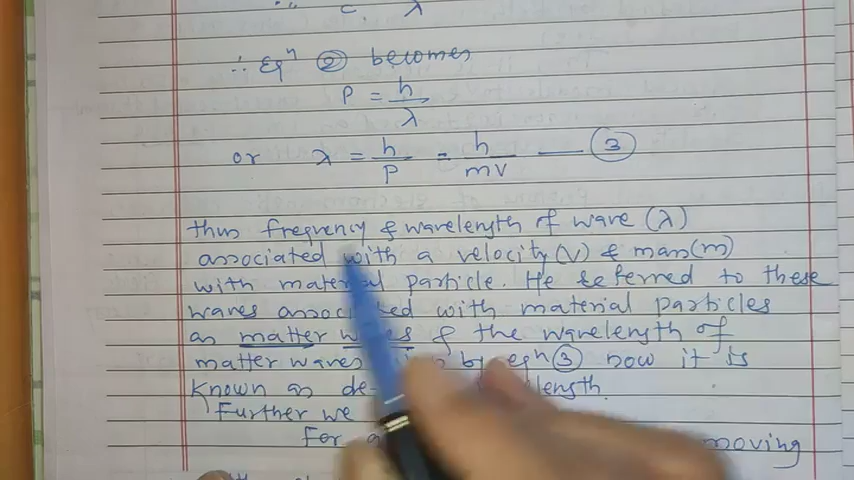 c. λ
∴ Eqⁿ ② becomes
P = h/λ
or λ = h/P = h/mv — ③
thus frequency & wavelength of wave (λ)
associated with a velocity (v) & mass (m)
with material particle. He referred to these
waves associated with material particles
as matter waves & the wavelength of
matter waves by eqⁿ ③ now it is
known as de- length.
Further we
For moving